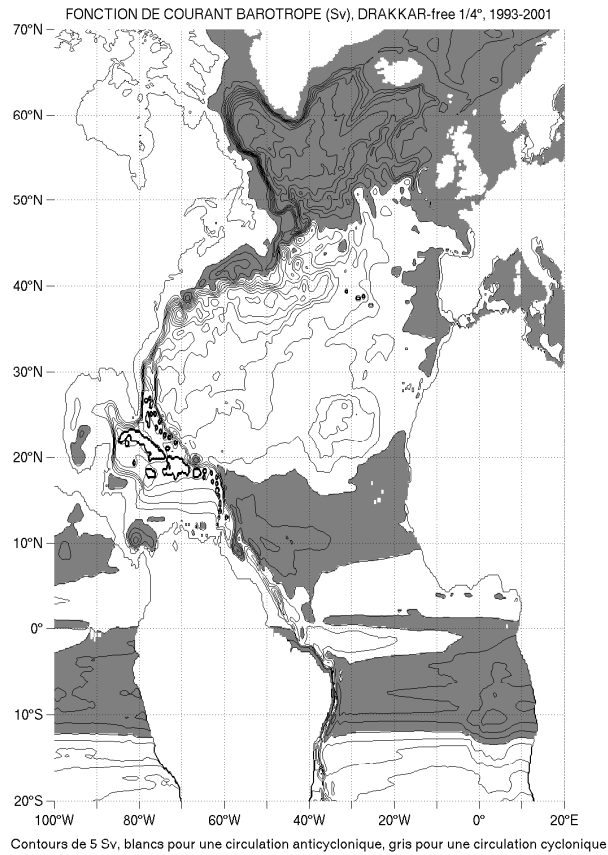 FONCTION DE COURANT BAROTROPE (Sv), DRAKKAR-free 1/4°, 1993-2001
70°N
60°N
50°N
40°N
30°N
20°N
10°N
0°
10°S
20°S
100°W 80°W 60°W 40°W 20°W 0° 20°E
Contours de 5 Sv, blancs pour une circulation anticyclonique, gris pour une circulation cyclonique